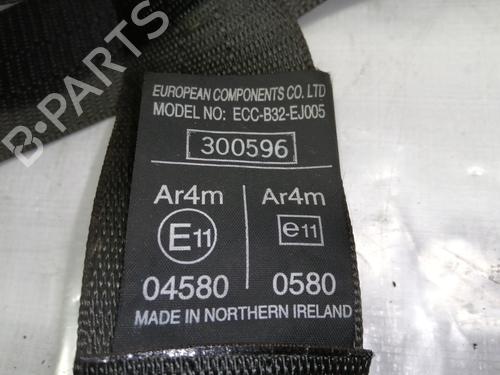 EUROPEAN COMPONENTS CO. LTD
MODEL NO: ECC-B32-EJ005
300596
Ar4m Ar4m
E11 e11
04580 0580
MADE IN NORTHERN IRELAND